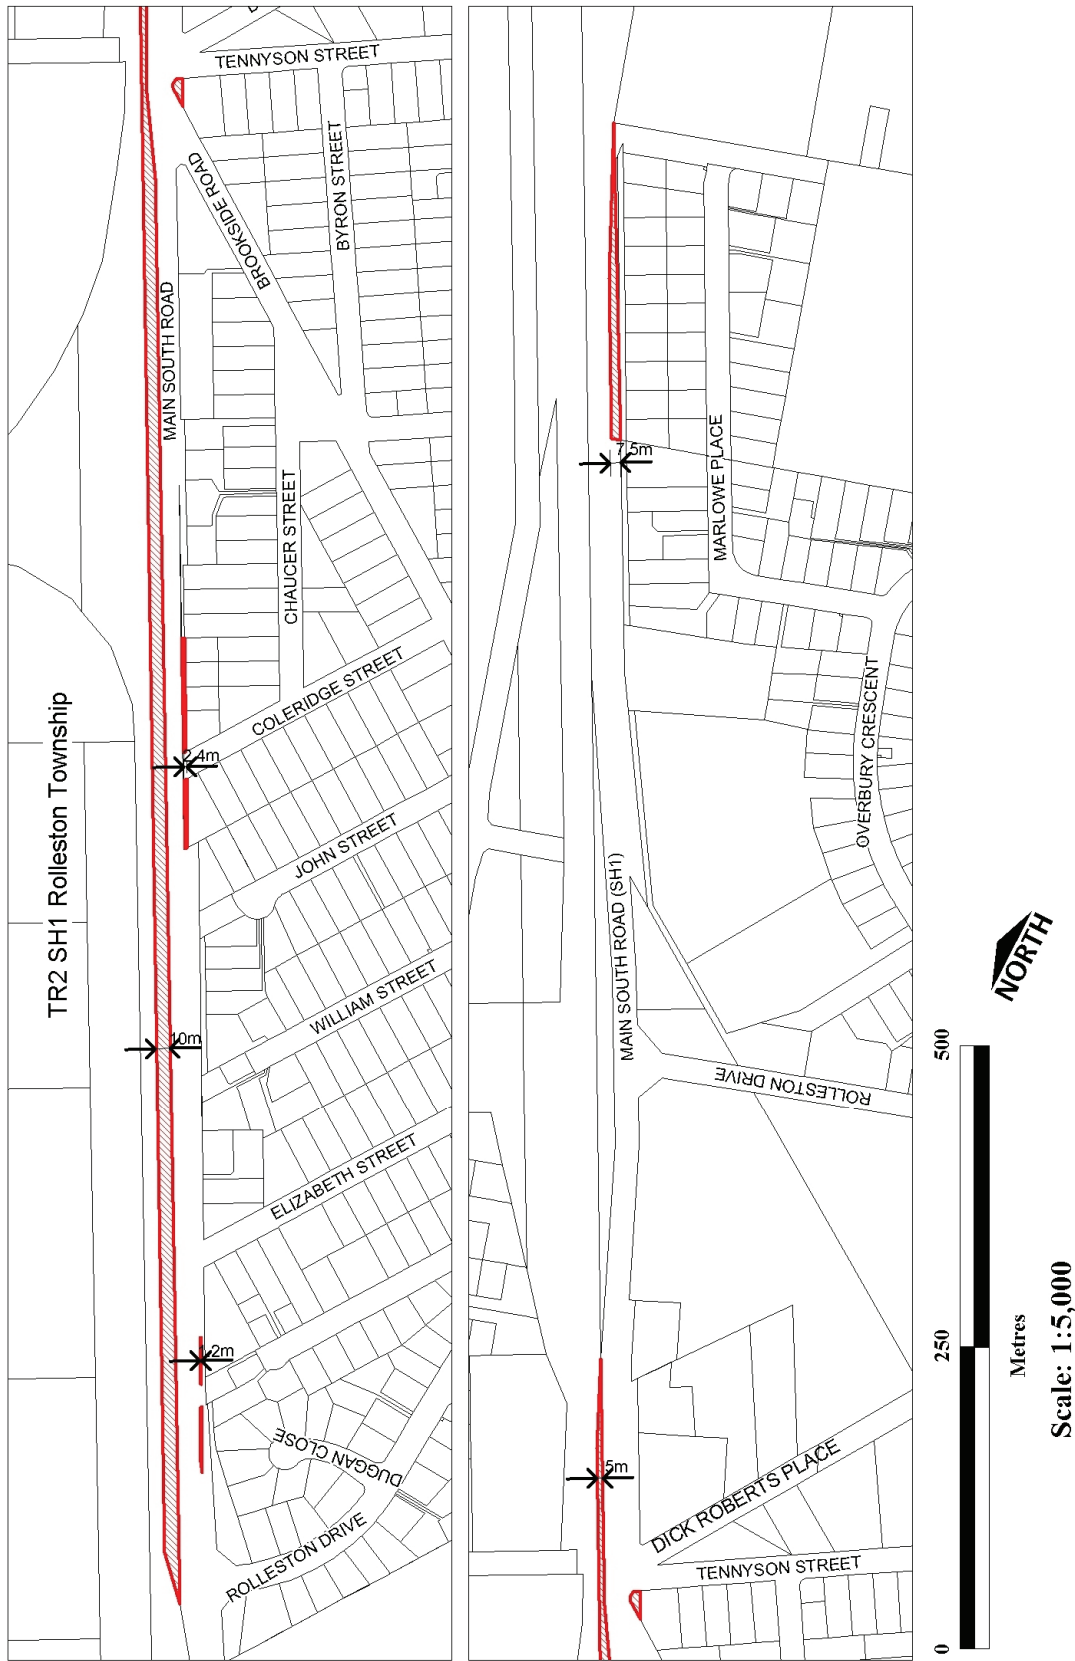 TENNYSON STREET
BROOKSIDE ROAD
BYRON STREET
MAIN SOUTH ROAD
CHAUCER STREET
COLERIDGE STREET
TR2 SH1 Rolleston Township
2.4m
JOHN STREET
WILLIAM STREET
10m
ELIZABETH STREET
1.2m
DUGGAN CLOSE
ROLLESTON DRIVE
7.5m
MARLOWE PLACE
OVERBURY CRESCENT
MAIN SOUTH ROAD (SH1)
ROLLESTON DRIVE
5m
DICK ROBERTS PLACE
TENNYSON STREET
NORTH
0 250 500
Metres
Scale: 1:5,000